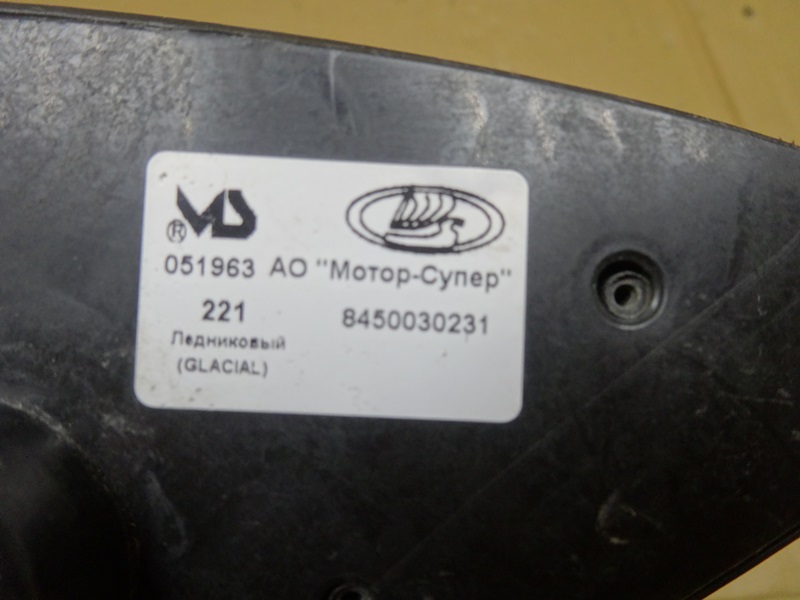 MS
®
051963 АО "Мотор-Супер"
221 8450030231
Ледниковый
(GLACIAL)